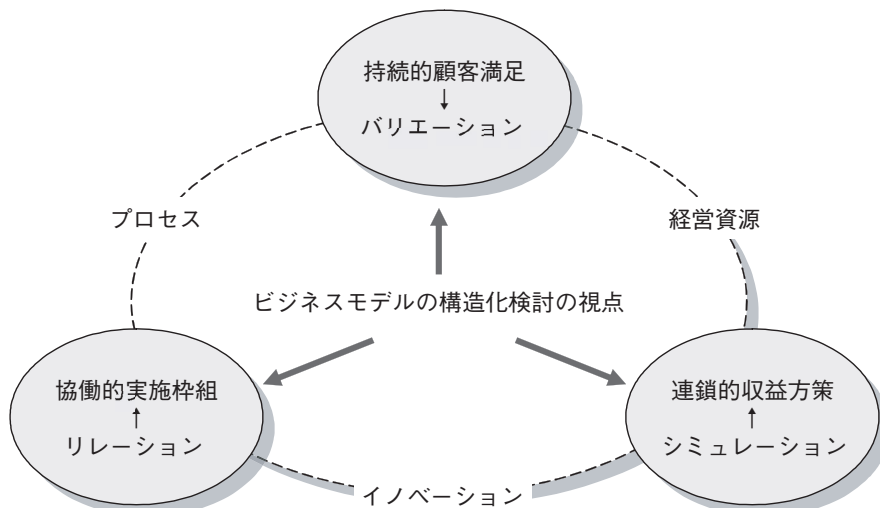 持続的顧客満足
↓
バリエーション
プロセス
経営資源
ビジネスモデルの構造化検討の視点
協働的実施枠組
↑
リレーション
連鎖的収益方策
↑
シミュレーション
イノベーション